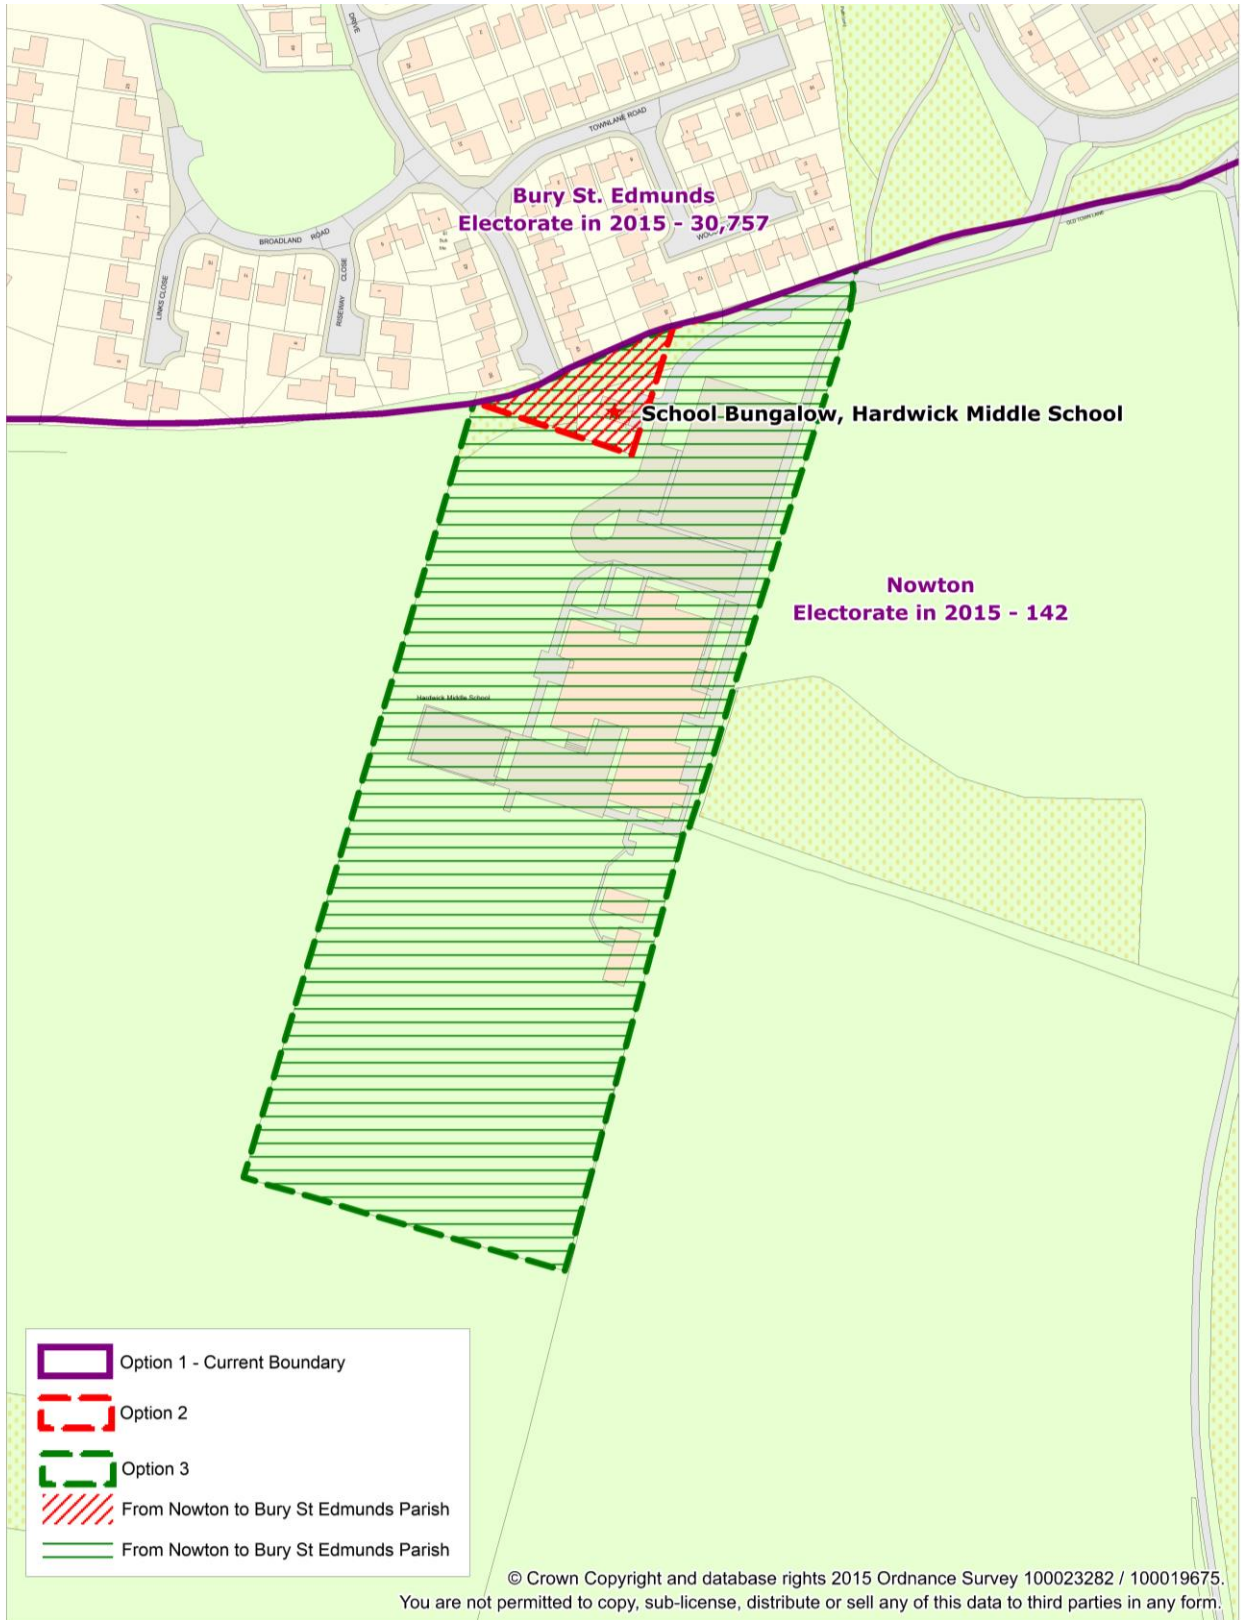 DRIVE
TOWNLANE ROAD
Bury St. Edmunds
Electorate in 2015 - 30,757
OLD TOWN LANE
BROADLAND ROAD
LINKS CLOSE
RISEWAY CLOSE
School Bungalow, Hardwick Middle School
Nowton
Electorate in 2015 - 142
Hardwick Middle School
Option 1 - Current Boundary
Option 2
Option 3
From Nowton to Bury St Edmunds Parish
From Nowton to Bury St Edmunds Parish
© Crown Copyright and database rights 2015 Ordnance Survey 100023282 / 100019675.
You are not permitted to copy, sub-license, distribute or sell any of this data to third parties in any form.